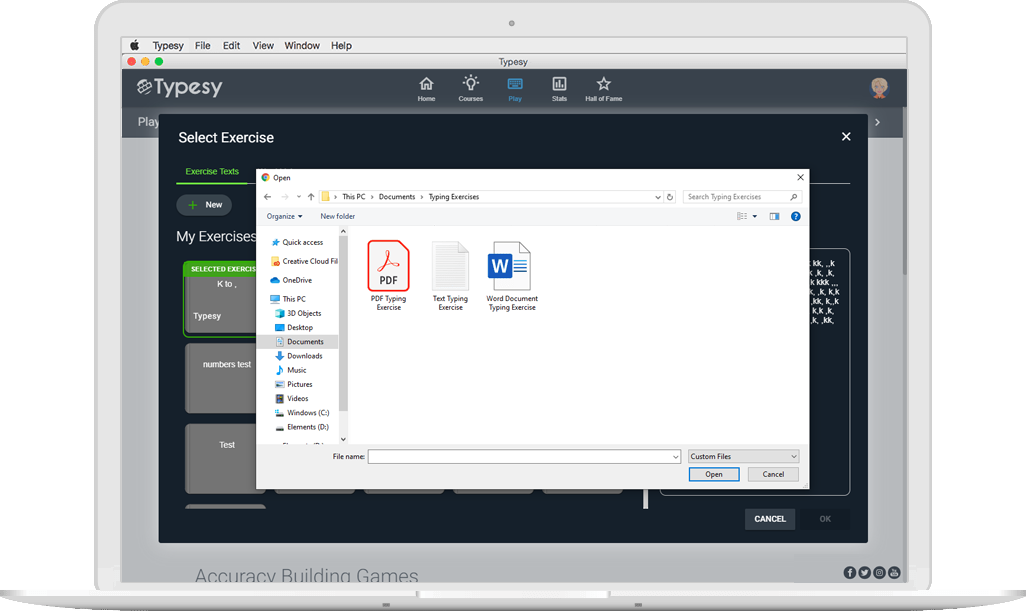 Typesy File Edit View Window Help
Typesy
Typesy
Home Courses Play Stats Hall of Fame
Play
Select Exercise
Exercise Texts
New
My Exercises
SELECTED EXERCIS
K to ,
Typesy
numbers test
Test
Open
This PC > Documents > Typing Exercises
Search Typing Exercises
Organize New folder
Quick access
Creative Cloud Fil
OneDrive
This PC
3D Objects
Desktop
Documents
Downloads
Music
Pictures
Videos
Windows (C:)
Elements (D:)
PDF
PDF Typing
Exercise
Text Typing
Exercise
W
Word Document
Typing Exercise
File name:
Custom Files
Open Cancel
kk, ,,k
,k, ,k,
k kkk ,,,
, ,k, k,k
,kk, k,,k
k,k ,k,
,k, ,kk,
CANCEL OK
Accuracy Building Games